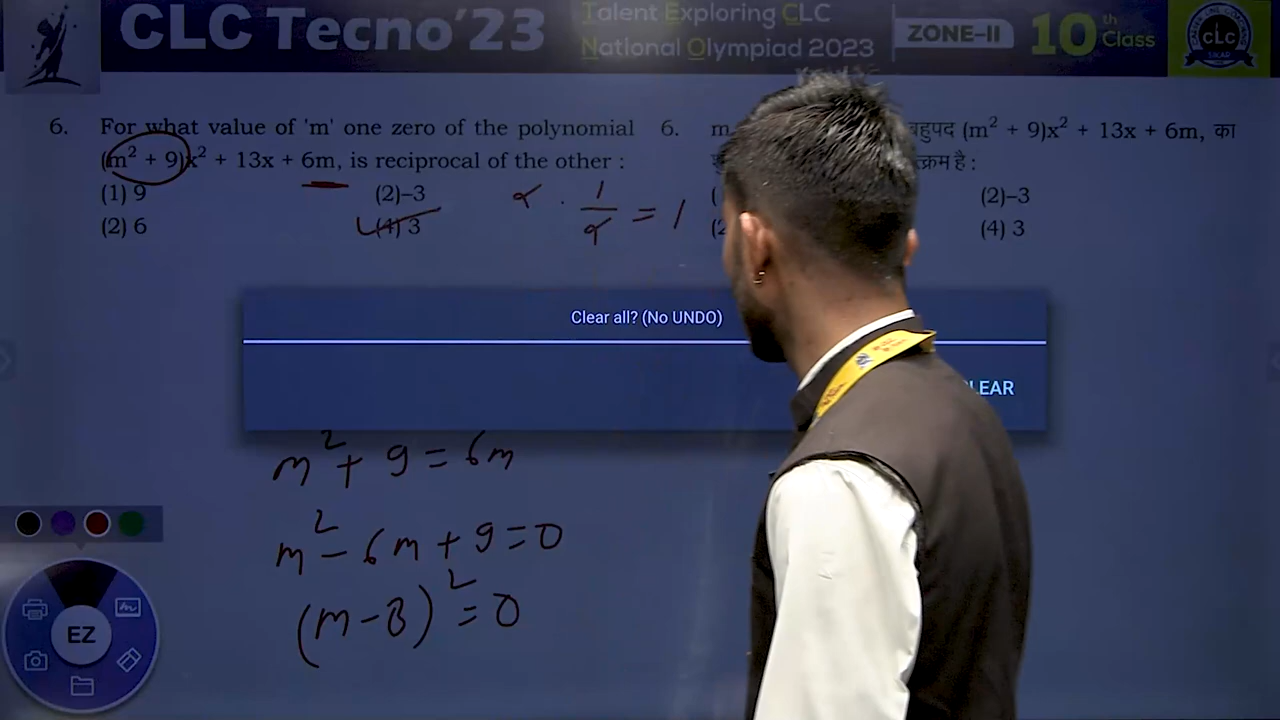 CLC Tecno'23
Talent Exploring CLC
National Olympiad 2023
ZONE-II
10th Class
CLC
SIKAR
6. For what value of 'm' one zero of the polynomial
(m² + 9)x² + 13x + 6m, is reciprocal of the other :
(1) 9 (2) –3
(2) 6 (4) 3
α · 1/α = 1
6. m बहुपद (m² + 9)x² + 13x + 6m, का
क्रम है :
(2) –3
(4) 3
Clear all? (No UNDO)
LEAR
m² + 9 = 6m
m² – 6m + 9 = 0
(m – 3)² = 0
EZ